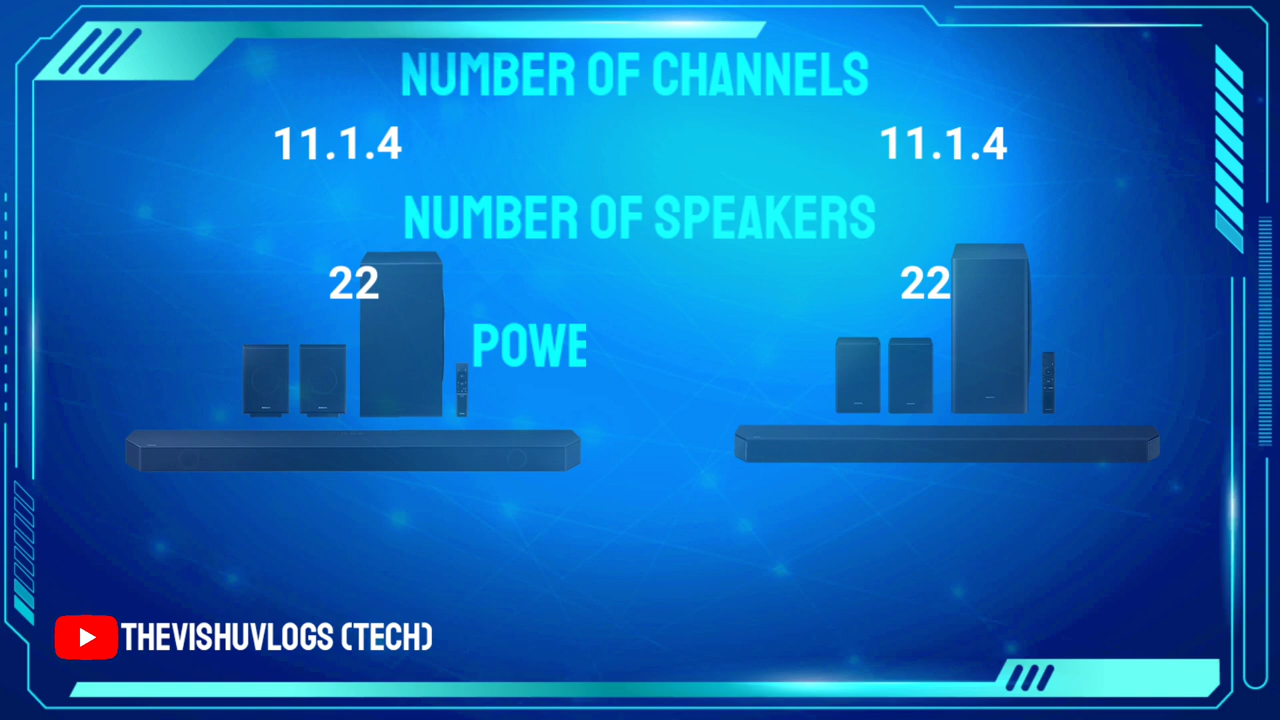 NUMBER OF CHANNELS
11.1.4 11.1.4
NUMBER OF SPEAKERS
22 22
POWE
THEVISHUVLOGS (TECH)